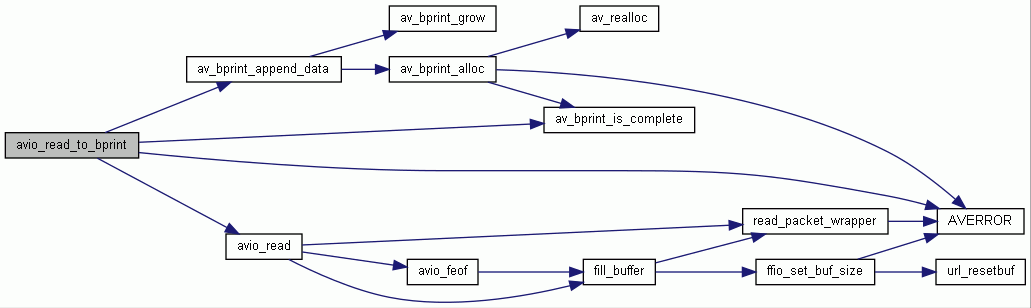 av_bprint_grow
av_realloc
av_bprint_append_data
av_bprint_alloc
av_bprint_is_complete
avio_read_to_bprint
read_packet_wrapper
AVERROR
avio_read
avio_feof
fill_buffer
ffio_set_buf_size
url_resetbuf